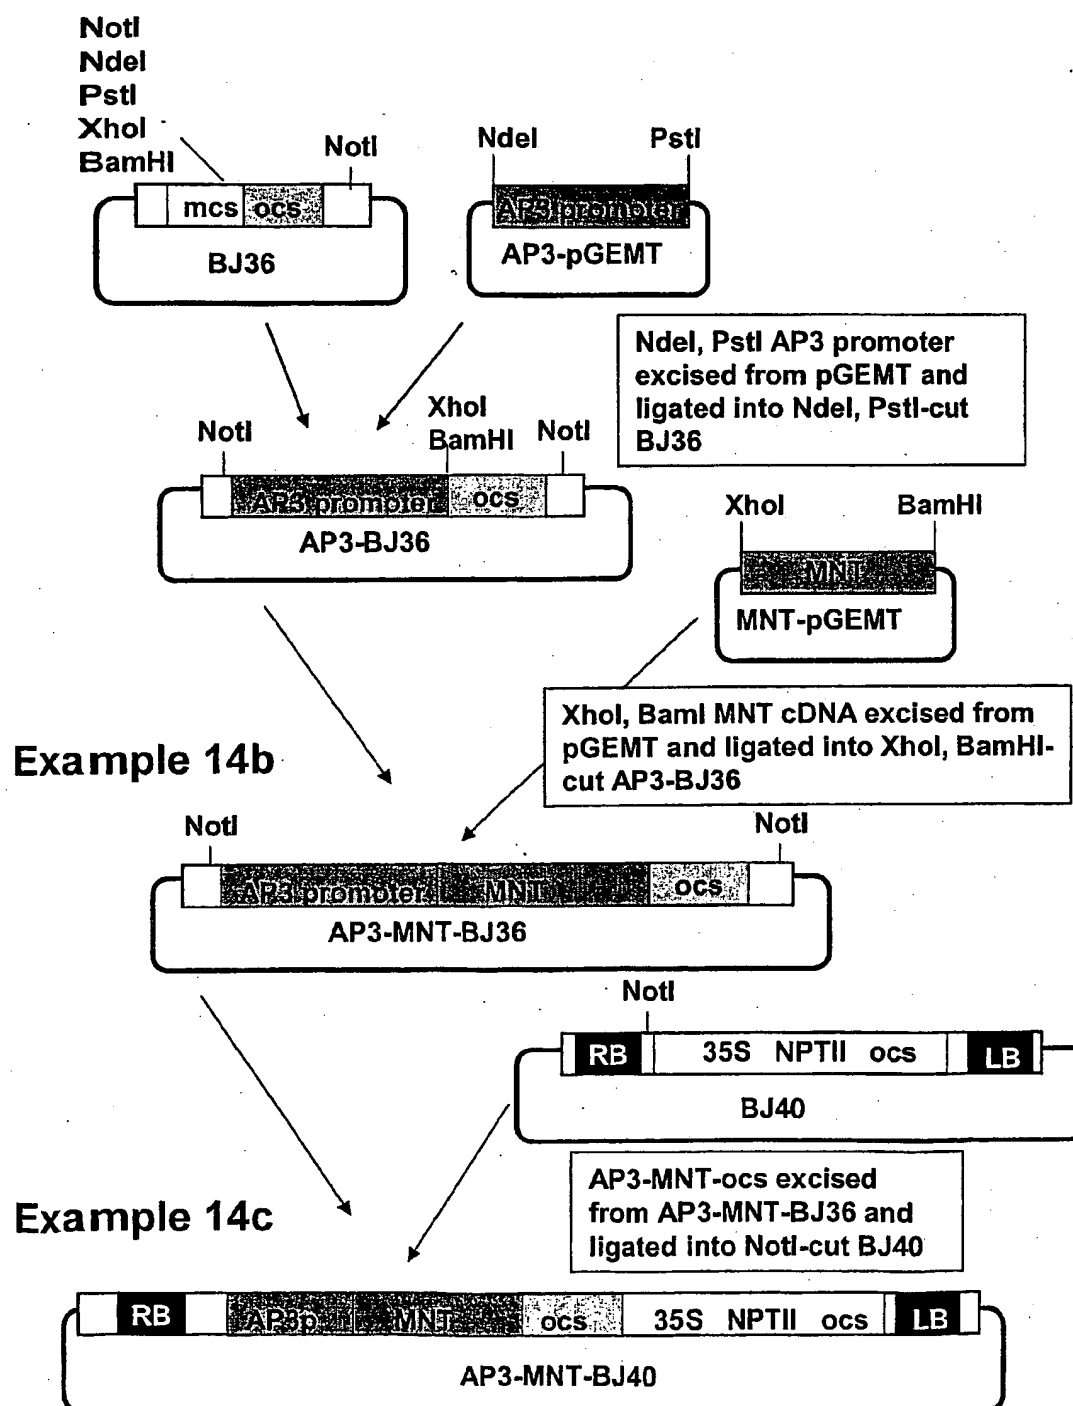 NotI
NdeI
PstI
XhoI
BamHI
NotI
mcs ocs
BJ36
NdeI PstI
AP3 promoter
AP3-pGEMT
NdeI, PstI AP3 promoter
excised from pGEMT and
ligated into NdeI, PstI-cut
BJ36
NotI
XhoI
BamHI
NotI
AP3 promoter ocs
AP3-BJ36
XhoI BamHI
MNT
MNT-pGEMT
XhoI, BamI MNT cDNA excised from
pGEMT and ligated into XhoI, BamHI-
cut AP3-BJ36
Example 14b
NotI NotI
AP3 promoter MNT ocs
AP3-MNT-BJ36
NotI
RB 35S NPTII ocs LB
BJ40
AP3-MNT-ocs excised
from AP3-MNT-BJ36 and
ligated into NotI-cut BJ40
Example 14c
RB AP3p MNT ocs 35S NPTII ocs LB
AP3-MNT-BJ40